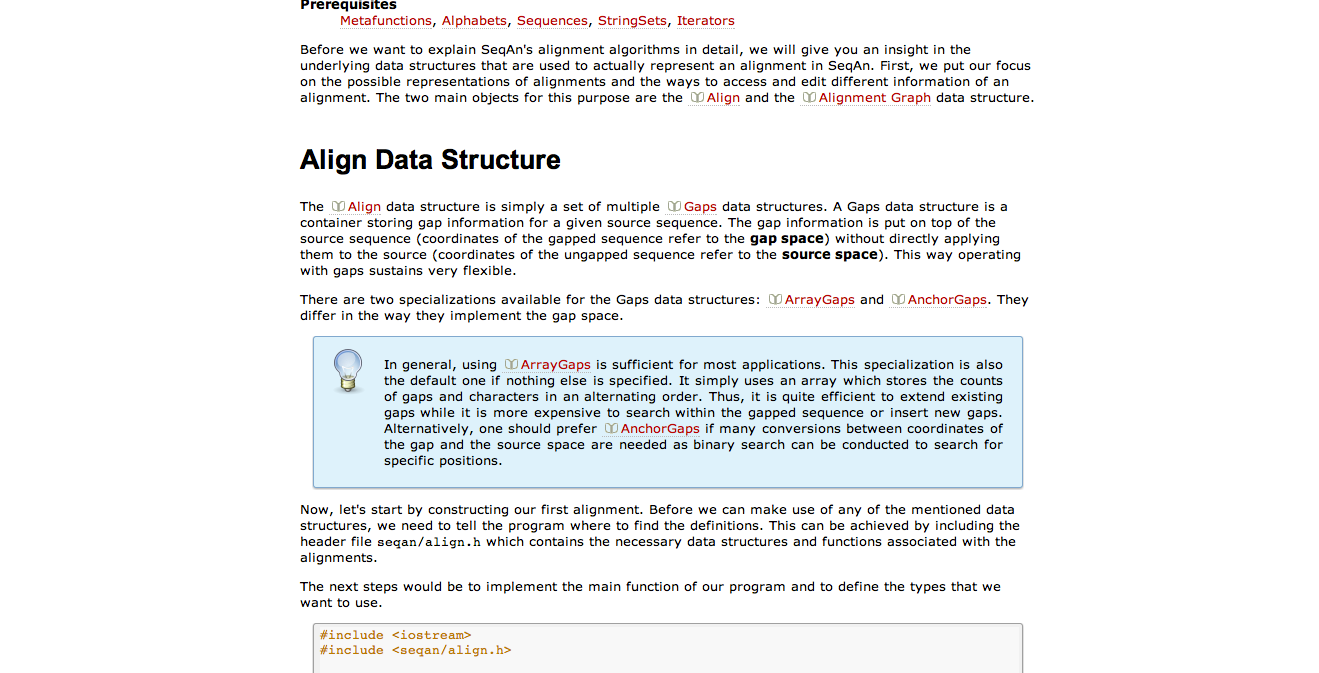 Prerequisites
Metafunctions, Alphabets, Sequences, StringSets, Iterators
Before we want to explain SeqAn's alignment algorithms in detail, we will give you an insight in the
underlying data structures that are used to actually represent an alignment in SeqAn. First, we put our focus
on the possible representations of alignments and the ways to access and edit different information of an
alignment. The two main objects for this purpose are the Align and the Alignment Graph data structure.
Align Data Structure
The Align data structure is simply a set of multiple Gaps data structures. A Gaps data structure is a
container storing gap information for a given source sequence. The gap information is put on top of the
source sequence (coordinates of the gapped sequence refer to the gap space) without directly applying
them to the source (coordinates of the ungapped sequence refer to the source space). This way operating
with gaps sustains very flexible.
There are two specializations available for the Gaps data structures: ArrayGaps and AnchorGaps. They
differ in the way they implement the gap space.
In general, using ArrayGaps is sufficient for most applications. This specialization is also
the default one if nothing else is specified. It simply uses an array which stores the counts
of gaps and characters in an alternating order. Thus, it is quite efficient to extend existing
gaps while it is more expensive to search within the gapped sequence or insert new gaps.
Alternatively, one should prefer AnchorGaps if many conversions between coordinates of
the gap and the source space are needed as binary search can be conducted to search for
specific positions.
Now, let's start by constructing our first alignment. Before we can make use of any of the mentioned data
structures, we need to tell the program where to find the definitions. This can be achieved by including the
header file seqan/align.h which contains the necessary data structures and functions associated with the
alignments.
The next steps would be to implement the main function of our program and to define the types that we
want to use.
#include <iostream>
#include <seqan/align.h>